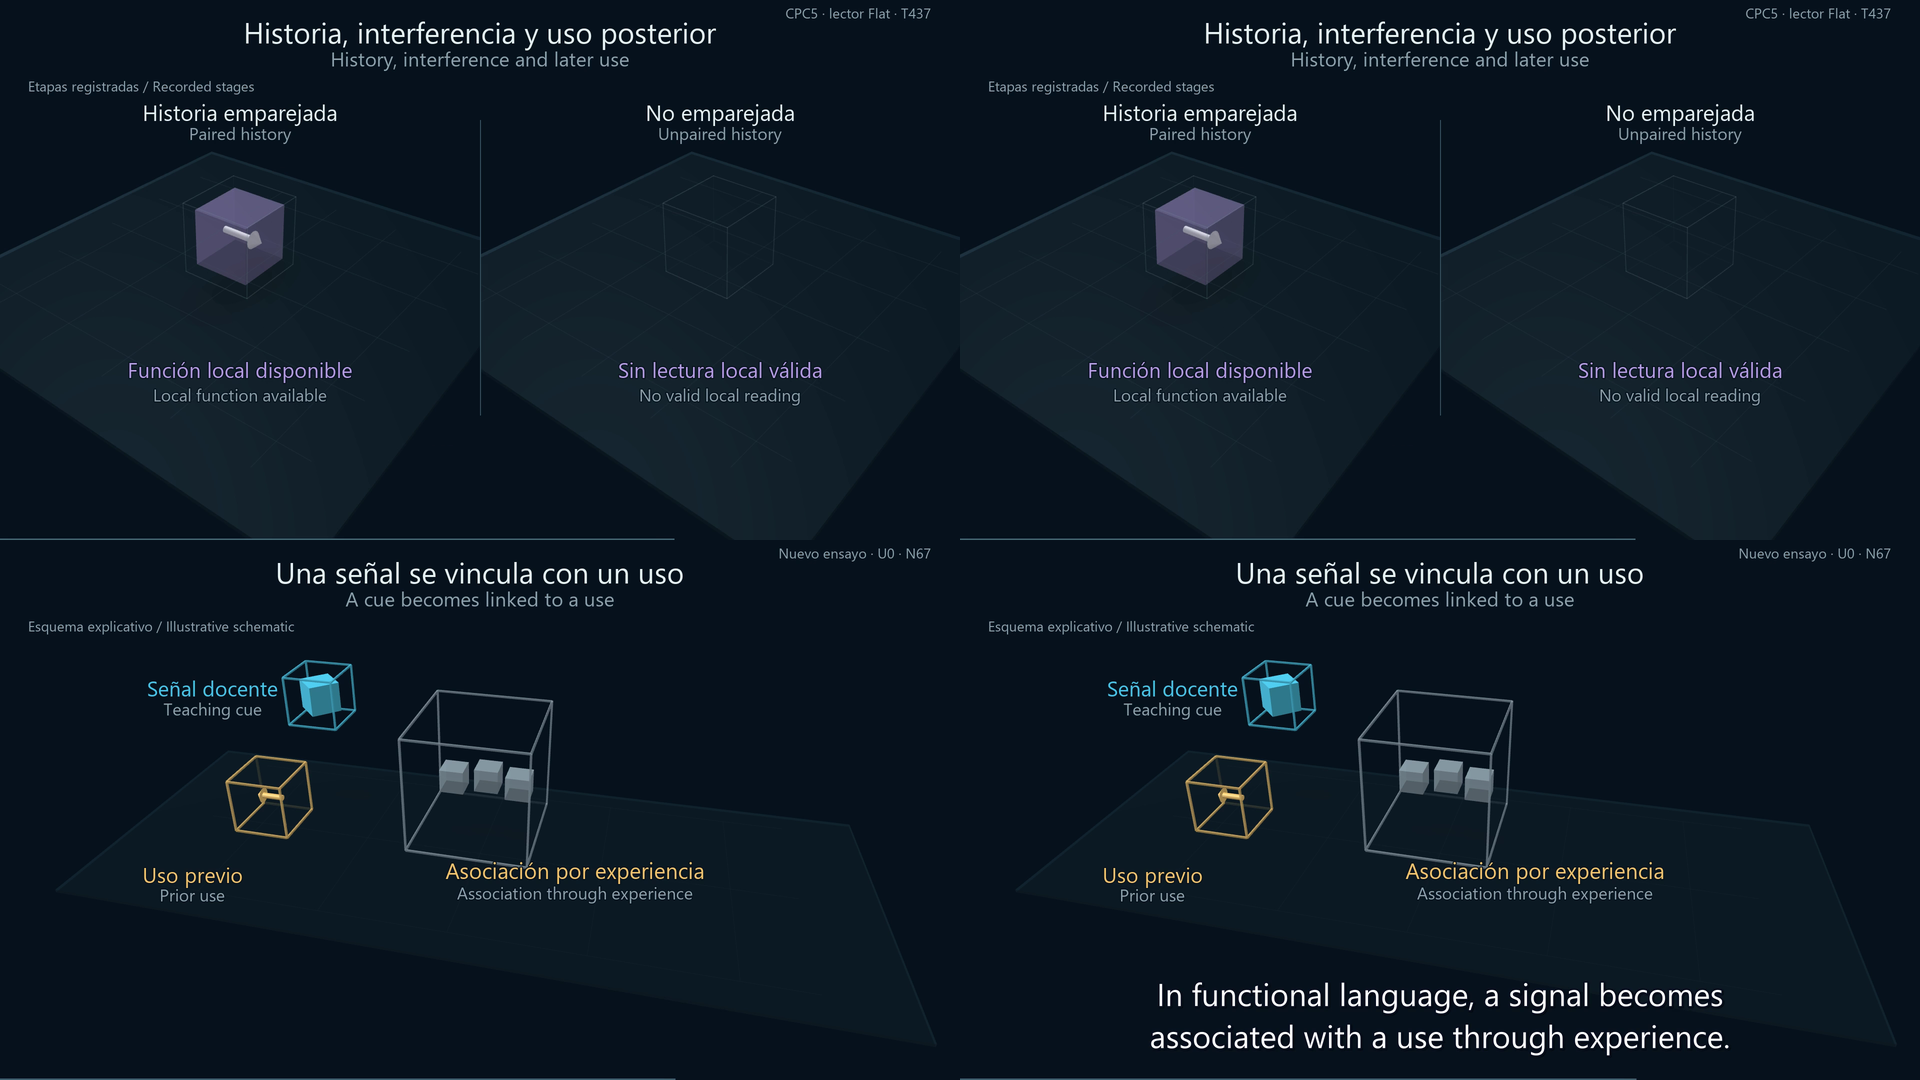 CPC5 · lector Flat · T437
Historia, interferencia y uso posterior
History, interference and later use
Etapas registradas / Recorded stages
Historia emparejada
Paired history
No emparejada
Unpaired history
Función local disponible
Local function available
Sin lectura local válida
No valid local reading
CPC5 · lector Flat · T437
Historia, interferencia y uso posterior
History, interference and later use
Etapas registradas / Recorded stages
Historia emparejada
Paired history
No emparejada
Unpaired history
Función local disponible
Local function available
Sin lectura local válida
No valid local reading
Nuevo ensayo · U0 · N67
Una señal se vincula con un uso
A cue becomes linked to a use
Esquema explicativo / Illustrative schematic
Señal docente
Teaching cue
Uso previo
Prior use
Asociación por experiencia
Association through experience
Nuevo ensayo · U0 · N67
Una señal se vincula con un uso
A cue becomes linked to a use
Esquema explicativo / Illustrative schematic
Señal docente
Teaching cue
Uso previo
Prior use
Asociación por experiencia
Association through experience
In functional language, a signal becomes
associated with a use through experience.